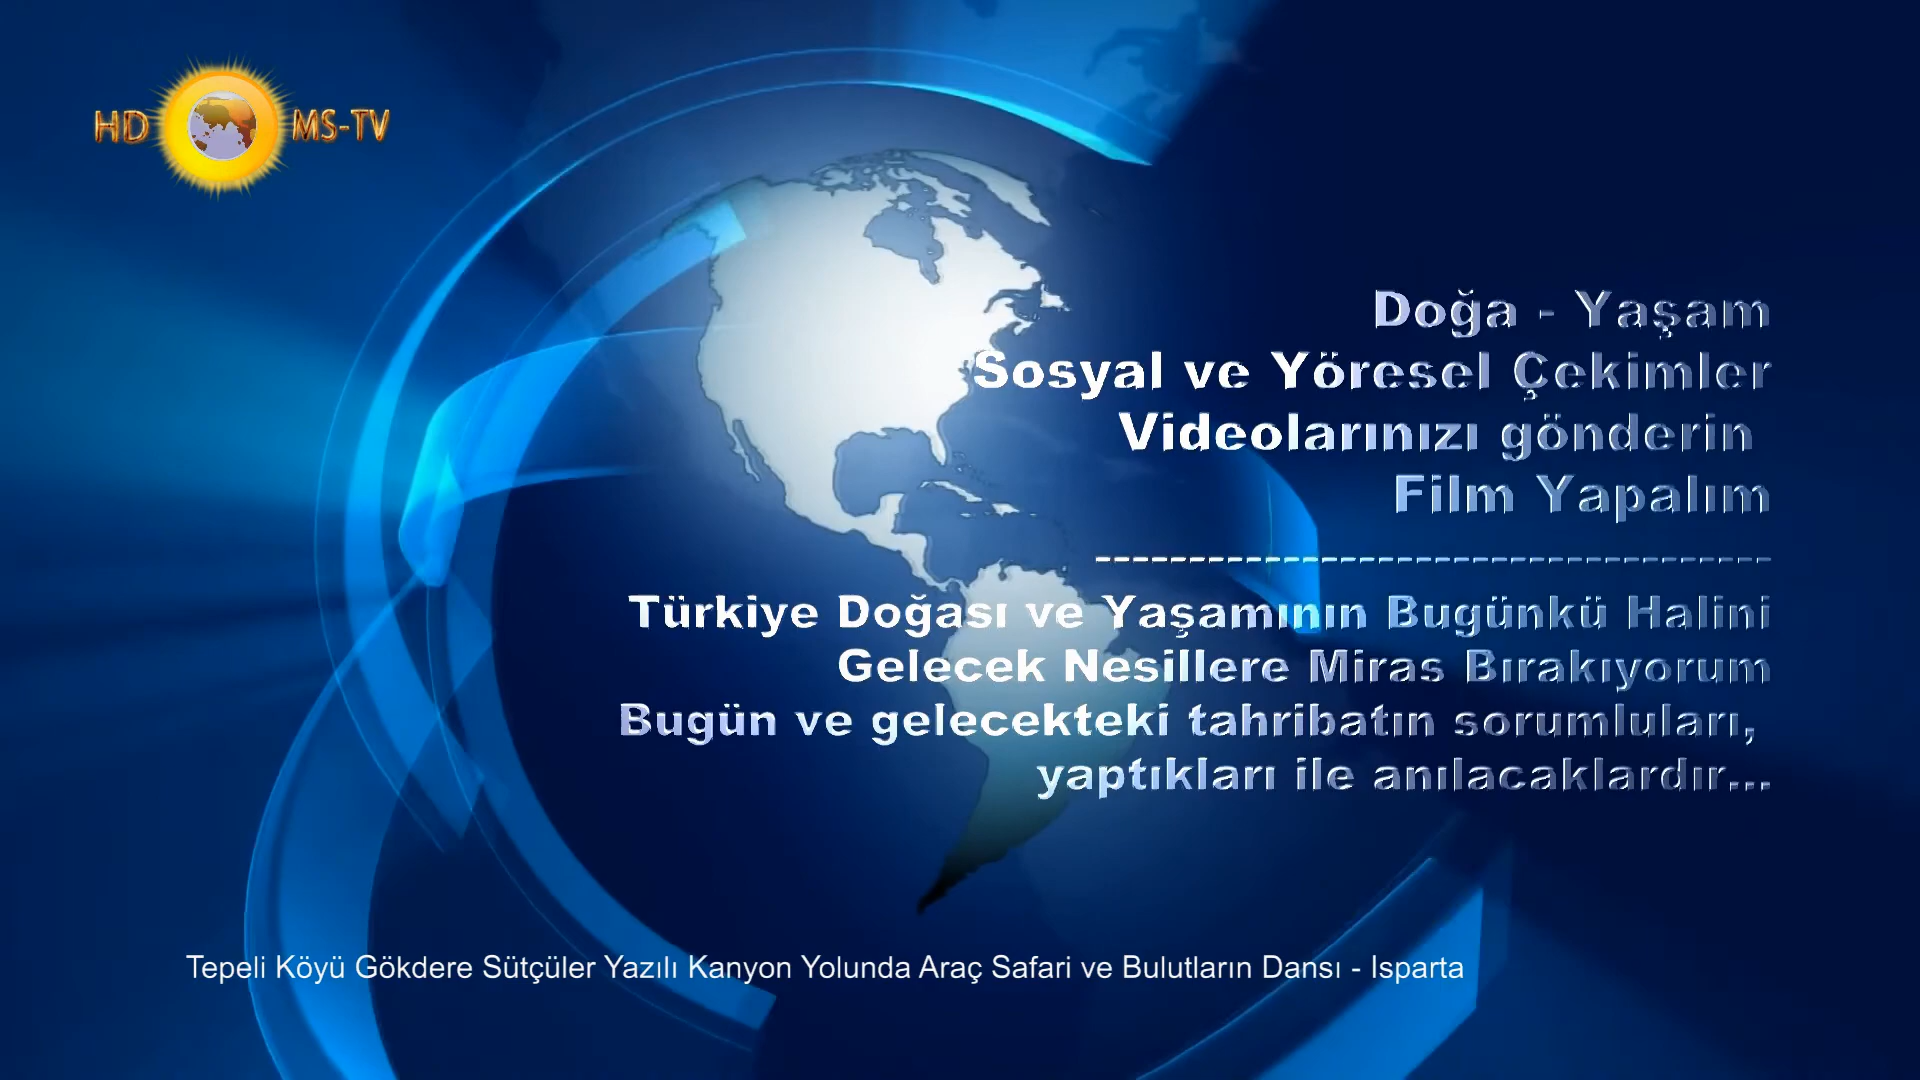 HD MS-TV
Doğa - Yaşam
Sosyal ve Yöresel Çekimler
Videolarınızı gönderin
Film Yapalım
------------------------------------
Türkiye Doğası ve Yaşamının Bugünkü Halini
Gelecek Nesillere Miras Bırakıyorum
Bugün ve gelecekteki tahribatın sorumluları,
yaptıkları ile anılacaklardır...
Tepeli Köyü Gökdere Sütçüler Yazılı Kanyon Yolunda Araç Safari ve Bulutların Dansı - Isparta